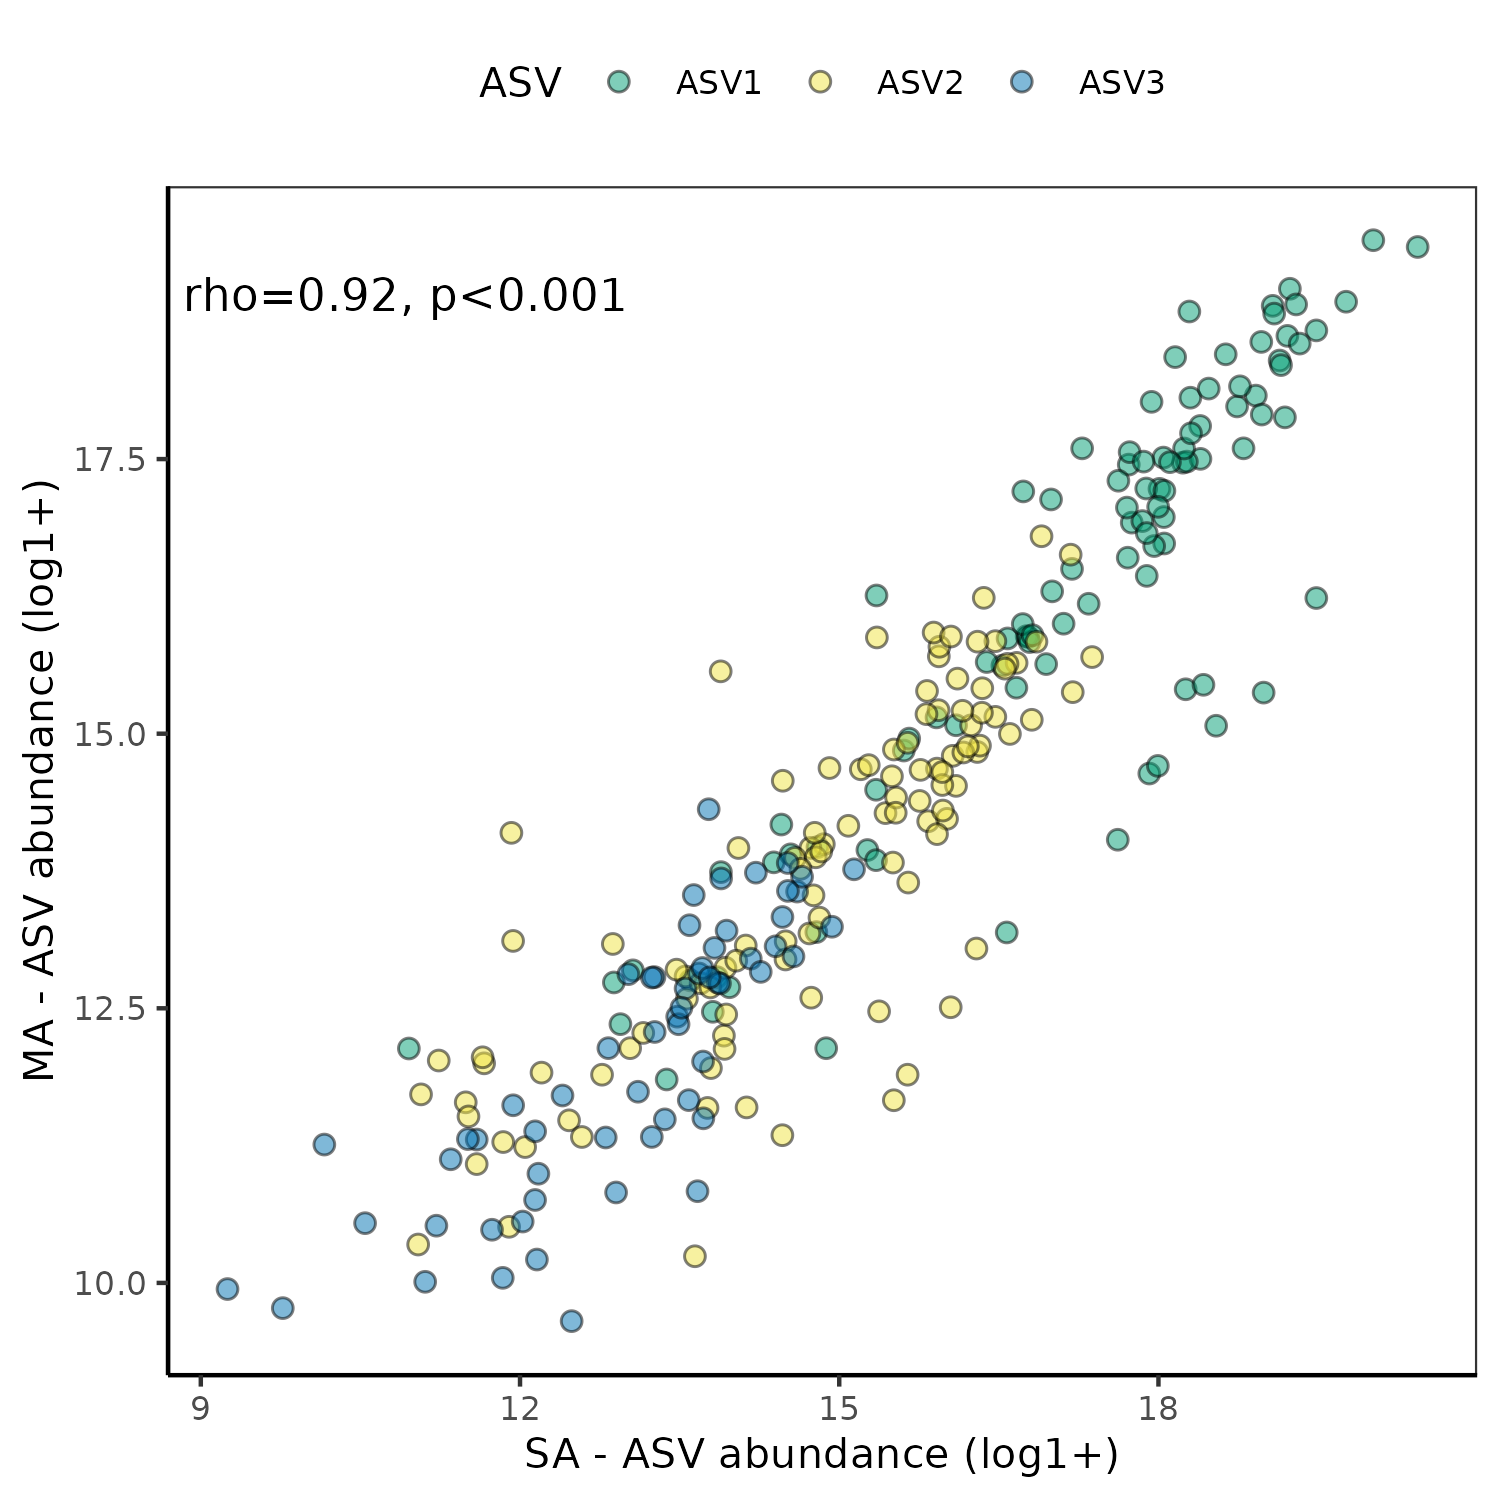 ASV ASV1 ASV2 ASV3
rho=0.92, p<0.001
MA - ASV abundance (log1+)
17.5
15.0
12.5
10.0
9 12 15 18
SA - ASV abundance (log1+)